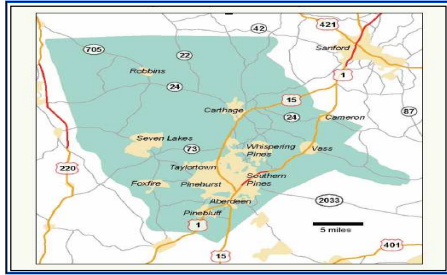 421
42
Sanford
705
22
Robbins
1
24
15
Carthage
24
Cameron
87
Seven Lakes
73
Whispering
Pines
Vass
Taylortown
220
Foxfire
Pinehurst
Southern
Pines
Aberdeen
2033
Pinebluff
1
5 miles
401
15